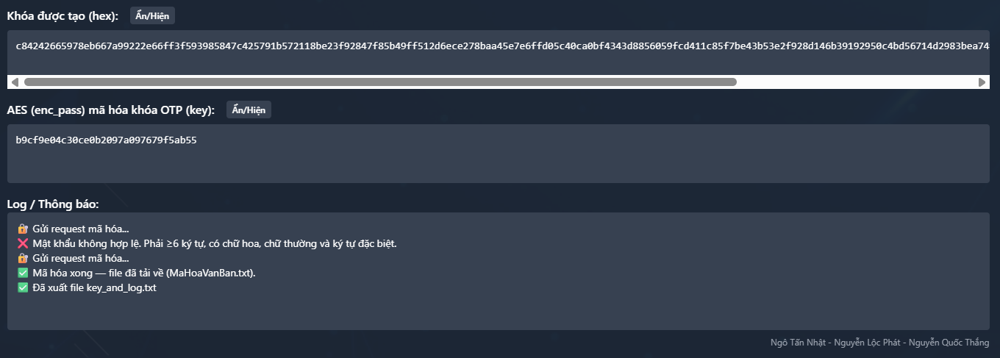 Khóa được tạo (hex): Ẩn/Hiện
c84242665978eb667a99222e66ff3f593985847c425791b572118be23f92847f85b49ff512d6ece278baa45e7e6ffd05c40ca0bf4343d8856059fcd411c85f7be43b53e2f928d146b39192950c4bd56714d2983bea74
AES (enc_pass) mã hóa khóa OTP (key): Ẩn/Hiện
b9cf9e04c30ce0b2097a097679f5ab55
Log / Thông báo:
🔐 Gửi request mã hóa...
❌ Mật khẩu không hợp lệ. Phải ≥6 ký tự, có chữ hoa, chữ thường và ký tự đặc biệt.
🔐 Gửi request mã hóa...
✅ Mã hóa xong — file đã tải về (MaHoaVanBan.txt).
✅ Đã xuất file key_and_log.txt
Ngô Tấn Nhật - Nguyễn Lộc Phát - Nguyễn Quốc Thắng